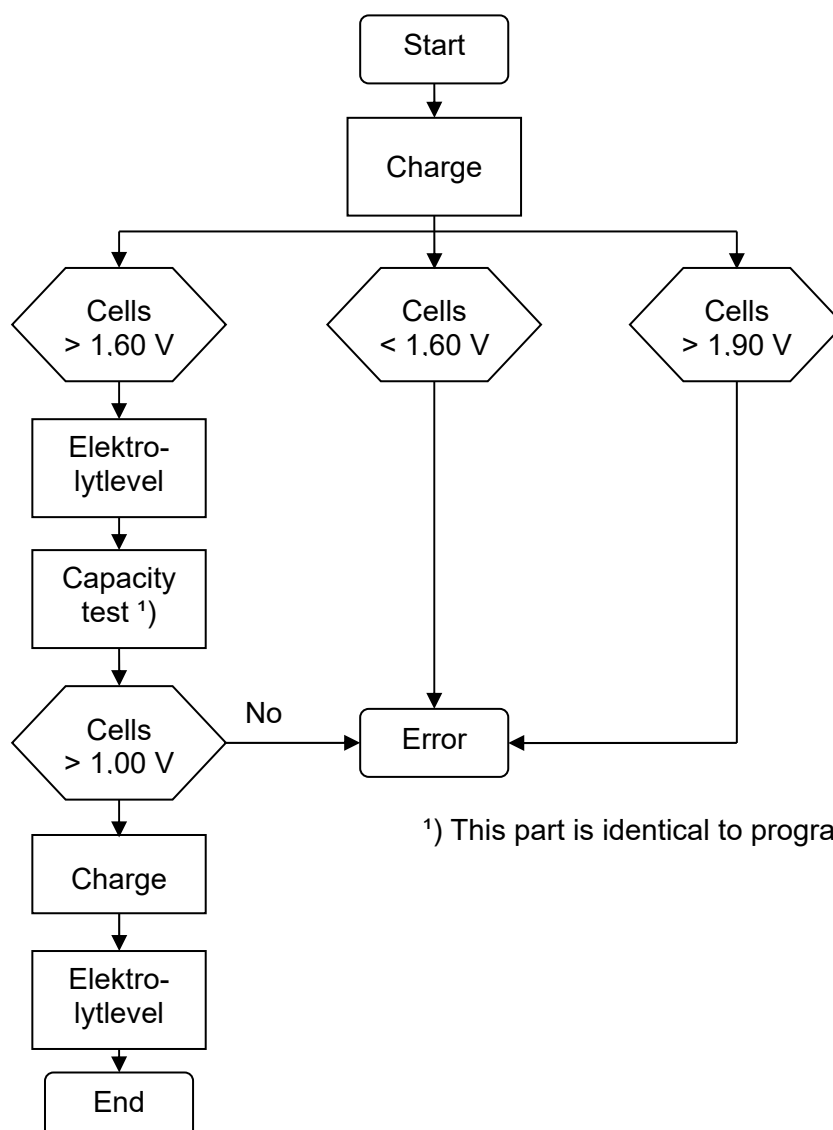 Start
Charge
Cells
> 1,60 V
Cells
< 1,60 V
Cells
> 1,90 V
Elektro-
lytlevel
Capacity
test ¹)
Cells
> 1,00 V
No
Error
¹) This part is identical to progra
Charge
Elektro-
lytlevel
End